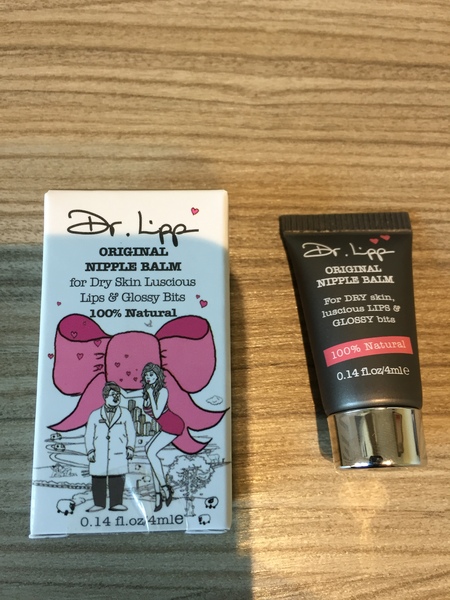 Dr. Lipp
ORIGINAL
NIPPLE BALM
for Dry Skin Luscious
Lips & Glossy Bits
100% Natural
0.14 fl.oz/4ml℮
Dr. Lipp
ORIGINAL
NIPPLE BALM
For DRY skin,
luscious LIPS &
GLOSSY bits
100% Natural
0.14 fl.oz/4ml℮